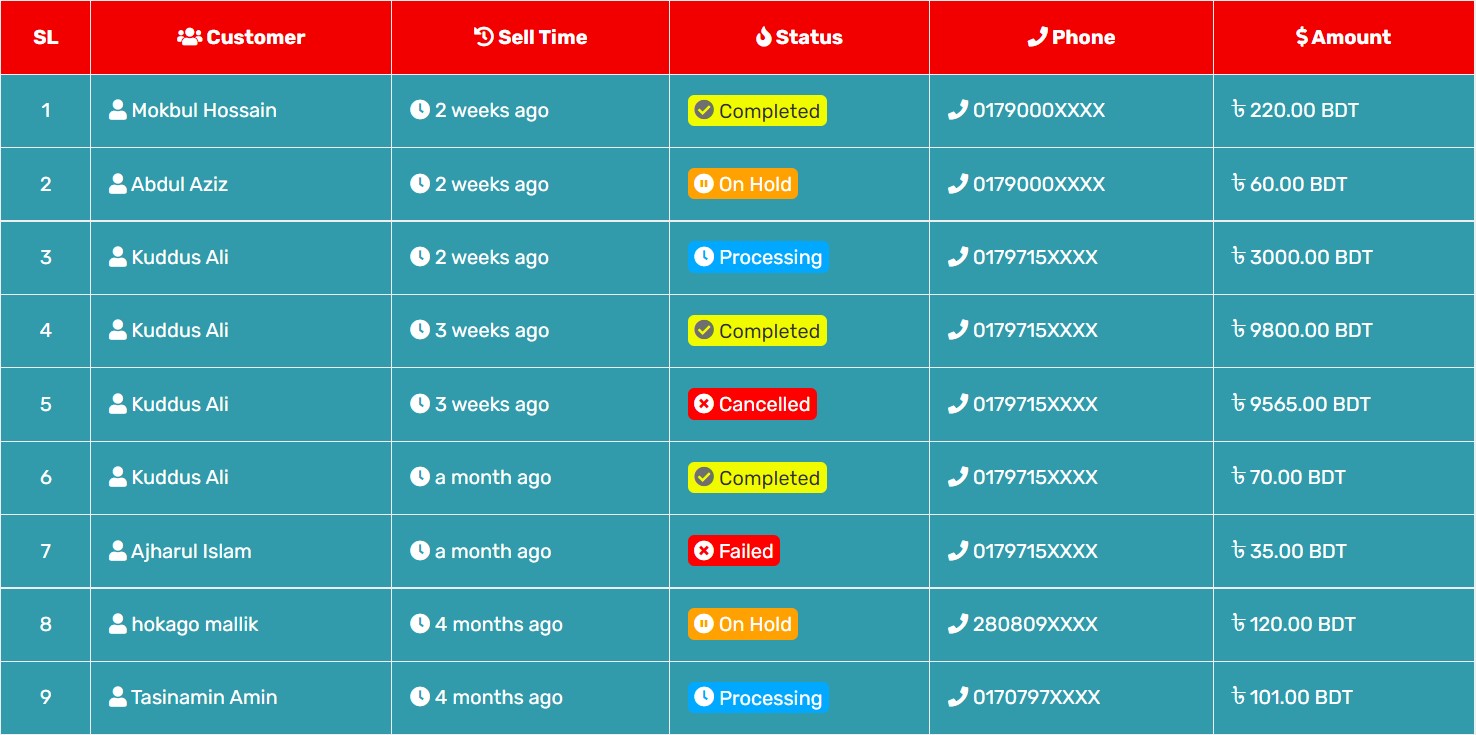 SL Customer Sell Time Status Phone Amount
1 Mokbul Hossain 2 weeks ago Completed 0179000XXXX ৳ 220.00 BDT
2 Abdul Aziz 2 weeks ago On Hold 0179000XXXX ৳ 60.00 BDT
3 Kuddus Ali 2 weeks ago Processing 0179715XXXX ৳ 3000.00 BDT
4 Kuddus Ali 3 weeks ago Completed 0179715XXXX ৳ 9800.00 BDT
5 Kuddus Ali 3 weeks ago Cancelled 0179715XXXX ৳ 9565.00 BDT
6 Kuddus Ali a month ago Completed 0179715XXXX ৳ 70.00 BDT
7 Ajharul Islam a month ago Failed 0179715XXXX ৳ 35.00 BDT
8 hokago mallik 4 months ago On Hold 280809XXXX ৳ 120.00 BDT
9 Tasinamin Amin 4 months ago Processing 0170797XXXX ৳ 101.00 BDT